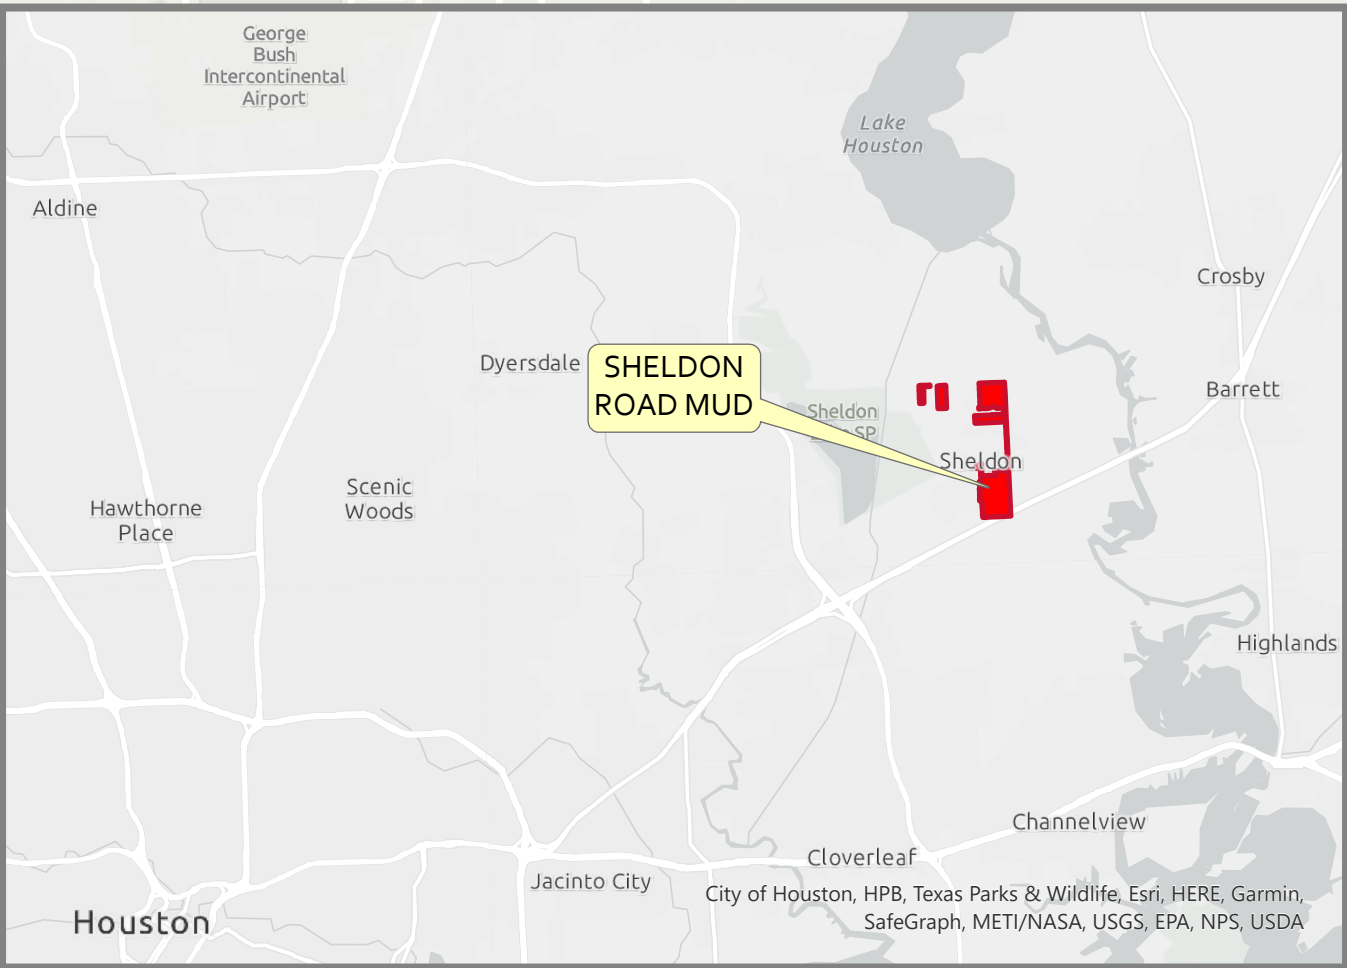 George
Bush
Intercontinental
Airport
Lake
Houston
Aldine
Crosby
Dyersdale
SHELDON
ROAD MUD
Barrett
Sheldon
SP
Sheldon
Scenic
Woods
Hawthorne
Place
Highlands
Channelview
Cloverleaf
Jacinto City
City of Houston, HPB, Texas Parks & Wildlife, Esri, HERE, Garmin,
SafeGraph, METI/NASA, USGS, EPA, NPS, USDA
Houston